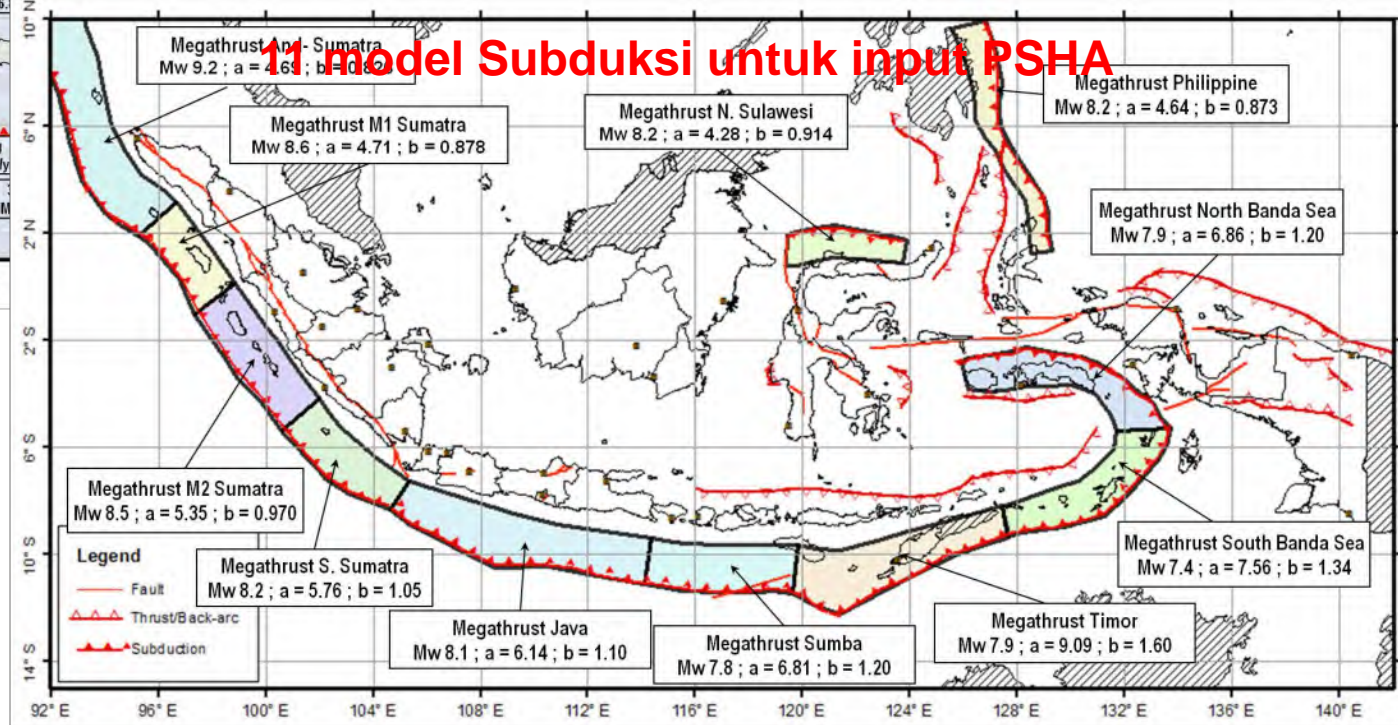 11 model Subduksi untuk input PSHA
Megathrust And- Sumatra
Mw 9.2 ; a = 4.69 ; b = 0.826
Megathrust M1 Sumatra
Mw 8.6 ; a = 4.71 ; b = 0.878
Megathrust N. Sulawesi
Mw 8.2 ; a = 4.28 ; b = 0.914
Megathrust Philippine
Mw 8.2 ; a = 4.64 ; b = 0.873
Megathrust North Banda Sea
Mw 7.9 ; a = 6.86 ; b = 1.20
Megathrust M2 Sumatra
Mw 8.5 ; a = 5.35 ; b = 0.970
Megathrust S. Sumatra
Mw 8.2 ; a = 5.76 ; b = 1.05
Megathrust Java
Mw 8.1 ; a = 6.14 ; b = 1.10
Megathrust Sumba
Mw 7.8 ; a = 6.81 ; b = 1.20
Megathrust Timor
Mw 7.9 ; a = 9.09 ; b = 1.60
Megathrust South Banda Sea
Mw 7.4 ; a = 7.56 ; b = 1.34
Legend
Fault
Thrust/Back-arc
Subduction
10° N
6° N
2° N
2° S
6° S
10° S
14° S
92° E
96° E
100° E
104° E
108° E
112° E
116° E
120° E
124° E
128° E
132° E
136° E
140° E